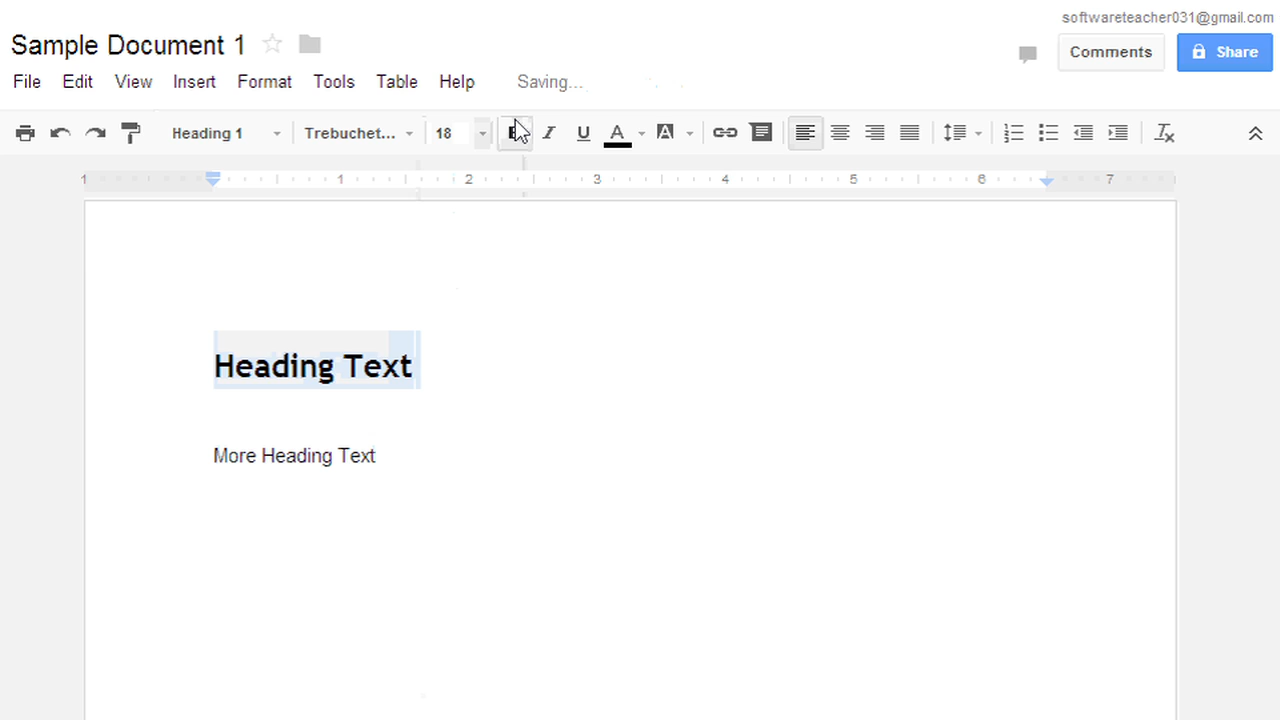 softwareteacher031@gmail.com
Sample Document 1
Comments
Share
File Edit View Insert Format Tools Table Help Saving...
Heading 1 Trebuchet... 18 B I U A A
1 1 2 3 4 5 6 7
Heading Text
More Heading Text